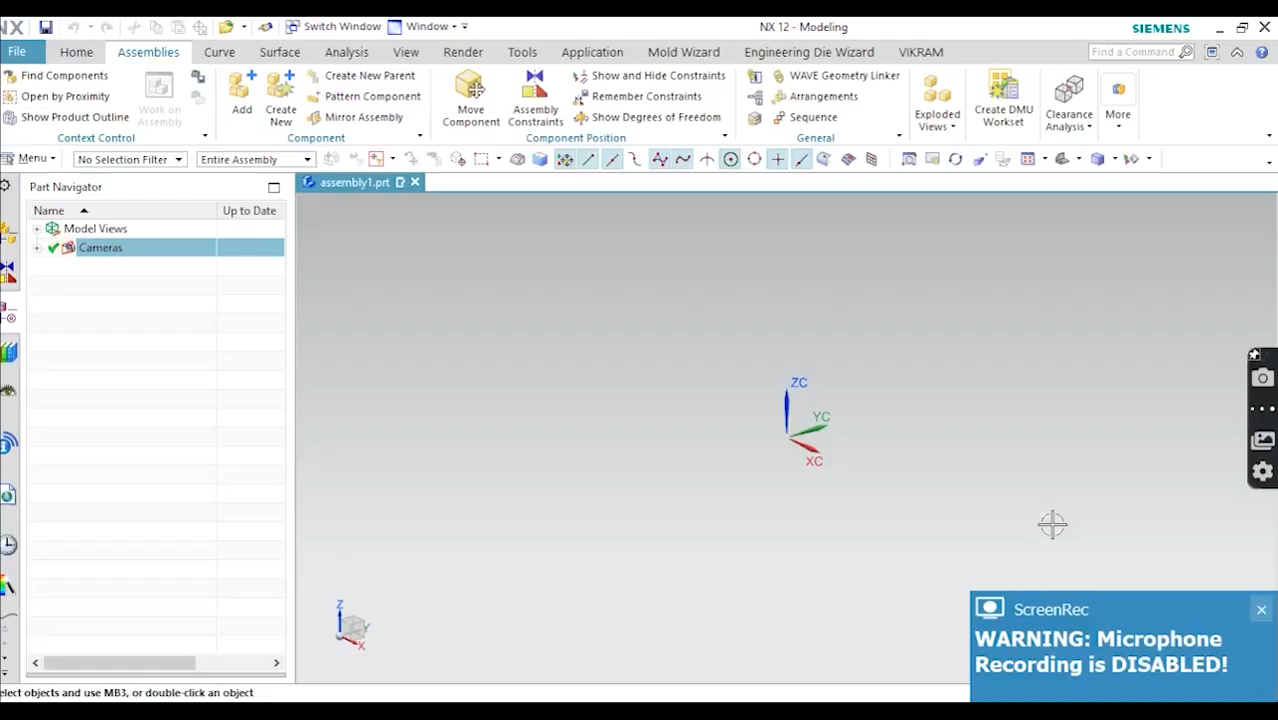 NX Switch Window Window NX 12 - Modeling SIEMENS
File Home Assemblies Curve Surface Analysis View Render Tools Application Mold Wizard Engineering Die Wizard VIKRAM Find a Command
Find Components
Open by Proximity
Show Product Outline
Work on
Assembly
Context Control
Add
Create
New
Create New Parent
Pattern Component
Mirror Assembly
Component
Move
Component
Assembly
Constraints
Show and Hide Constraints
Remember Constraints
Show Degrees of Freedom
Component Position
WAVE Geometry Linker
Arrangements
Sequence
General
Exploded
Views
Create DMU
Workset
Clearance
Analysis
More
Menu No Selection Filter Entire Assembly
Part Navigator
assembly1.prt
Name Up to Date
Model Views
Cameras
ZC
YC
XC
Z
Y
X
ScreenRec
WARNING: Microphone
Recording is DISABLED!
elect objects and use MB3, or double-click an object